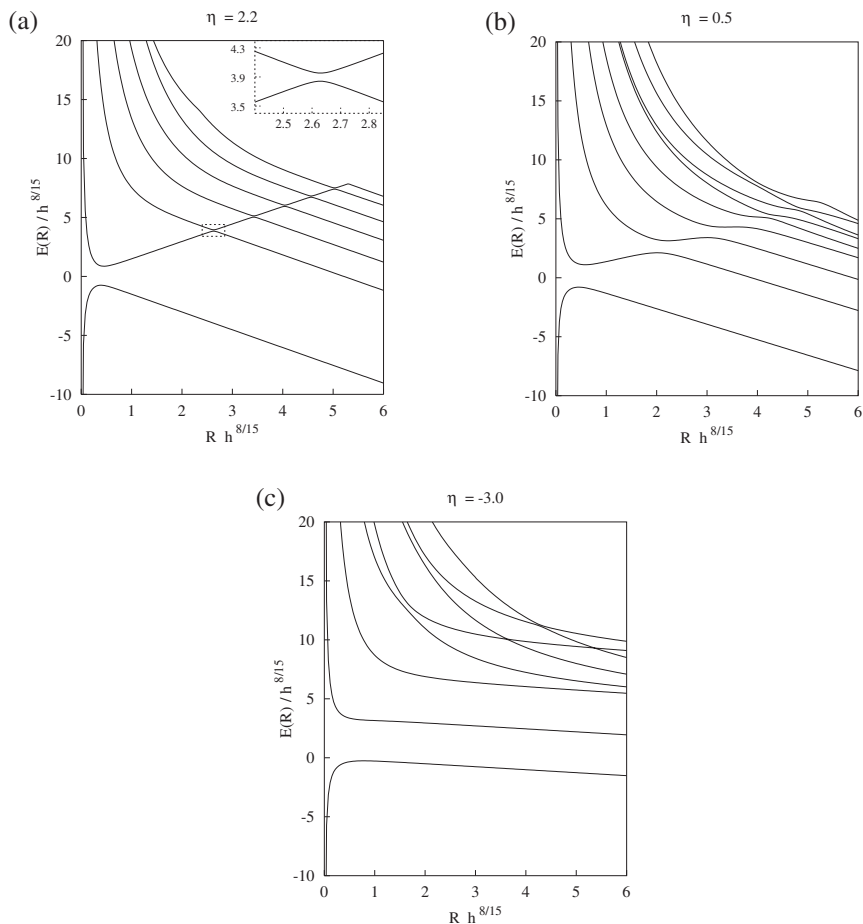 (a)
η = 2.2
E(R) / h^{8/15}
20
15
10
5
0
-5
-10
0 1 2 3 4 5 6
R h^{8/15}
4.3
3.9
3.5
2.5 2.6 2.7 2.8
(b)
η = 0.5
E(R) / h^{8/15}
20
15
10
5
0
-5
-10
0 1 2 3 4 5 6
R h^{8/15}
(c)
η = -3.0
E(R) / h^{8/15}
20
15
10
5
0
-5
-10
0 1 2 3 4 5 6
R h^{8/15}